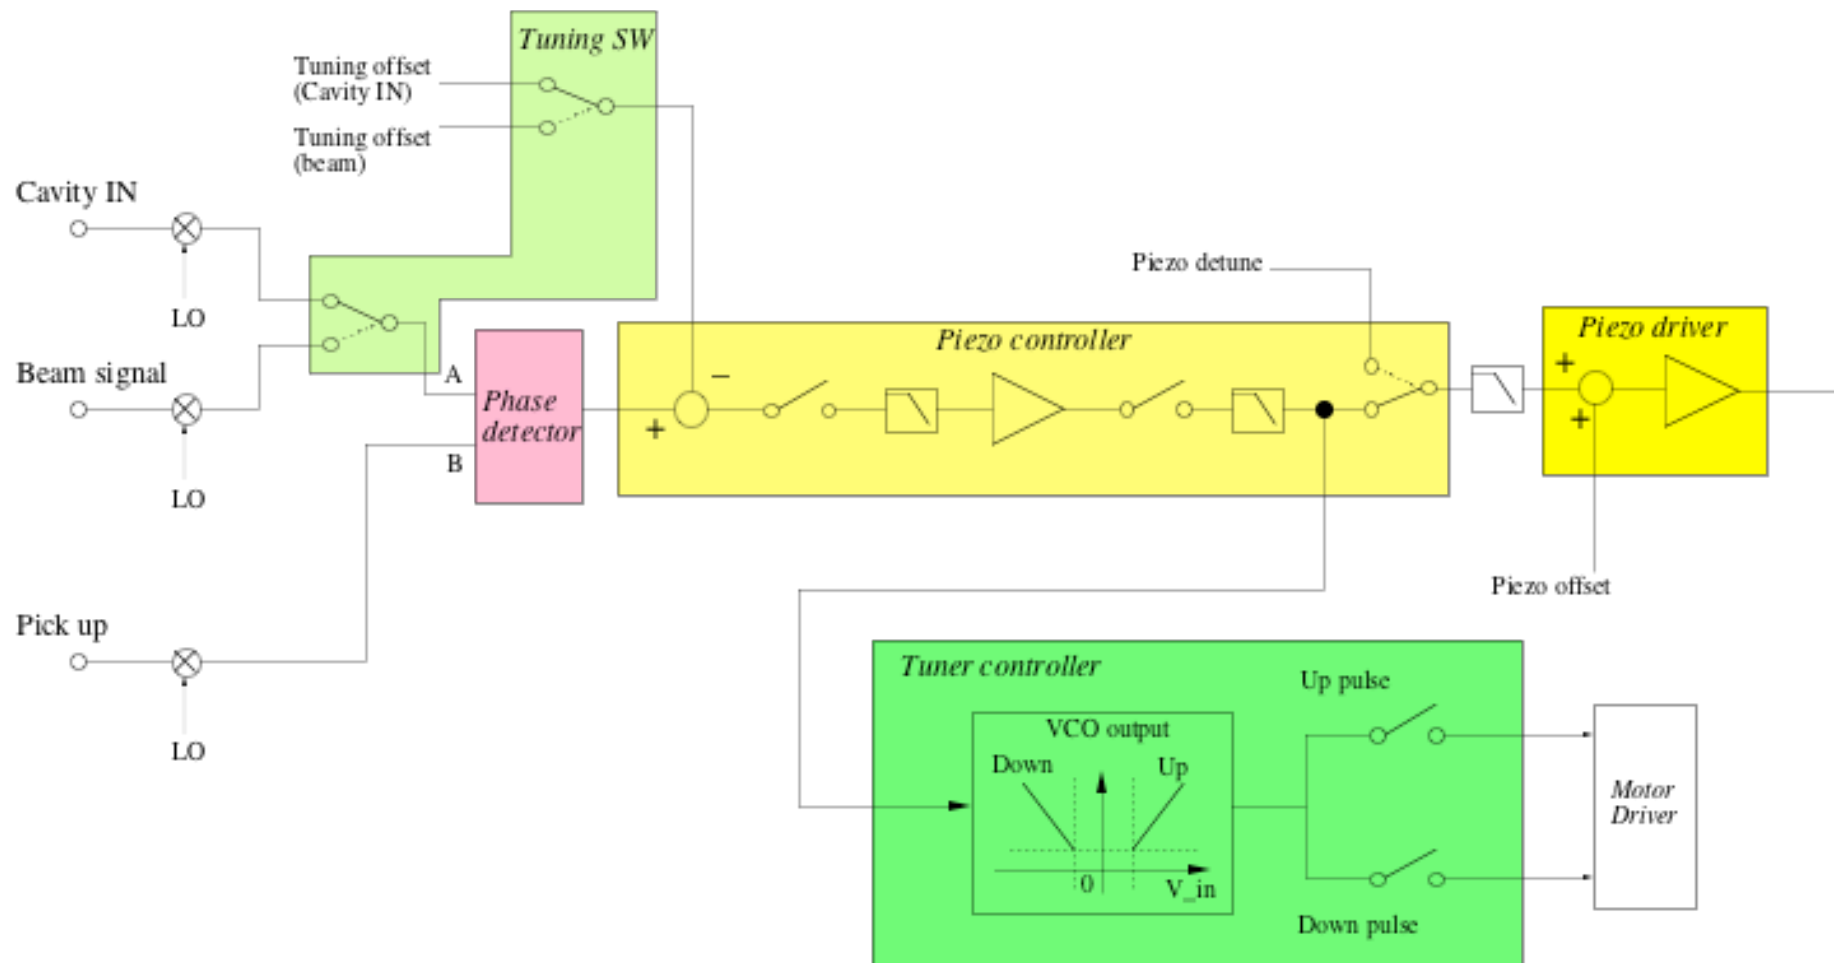 Tuning SW
Tuning offset
(Cavity IN)
Tuning offset
(beam)
Cavity IN
LO
Beam signal
LO
A
Phase
detector
B
Piezo detune
Piezo controller
−
+
Piezo driver
+
+
Piezo offset
Pick up
LO
Tuner controller
VCO output
Down
Up
0
V_in
Up pulse
Down pulse
Motor
Driver